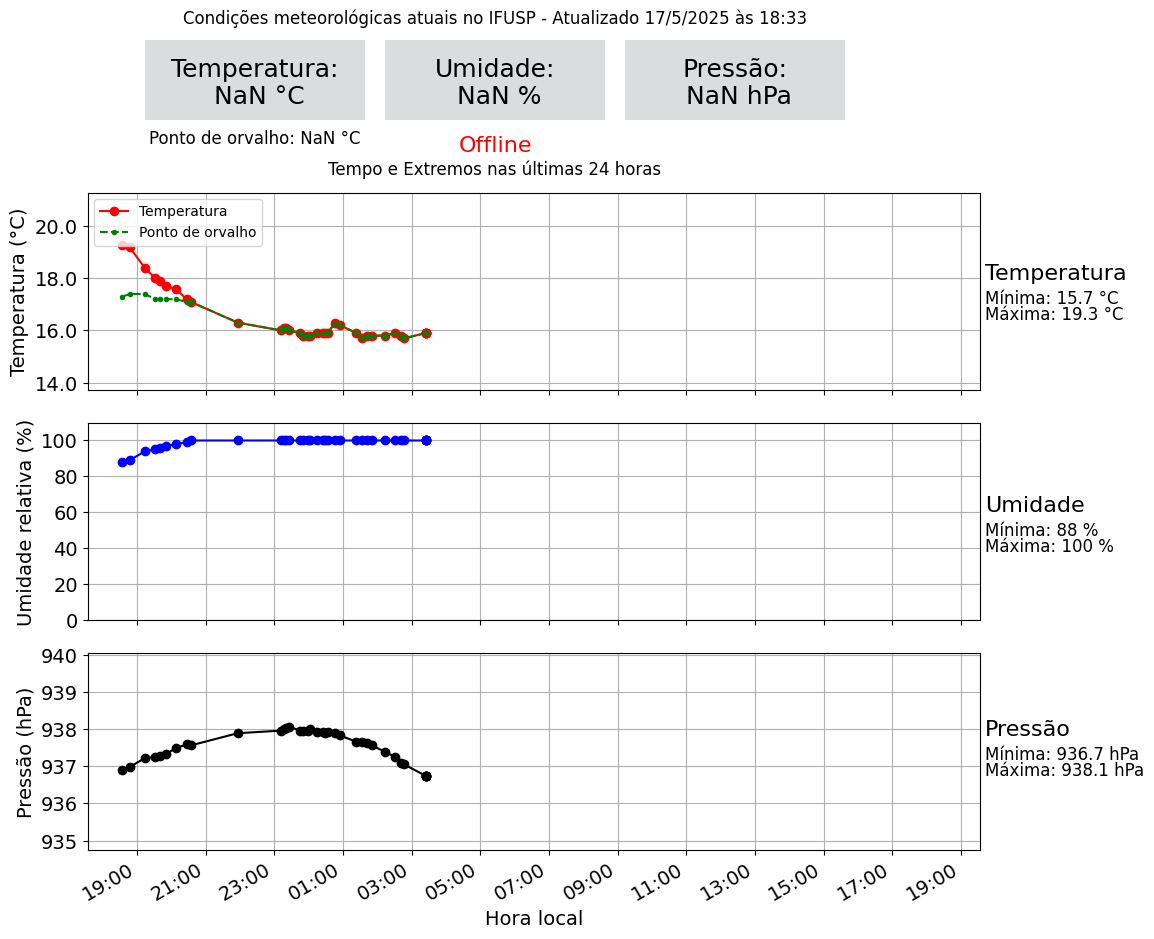 Condições meteorológicas atuais no IFUSP - Atualizado 17/5/2025 às 18:33
Temperatura:
NaN °C
Umidade:
NaN %
Pressão:
NaN hPa
Ponto de orvalho: NaN °C
Offline
Tempo e Extremos nas últimas 24 horas
Temperatura (°C)
20.0
18.0
16.0
14.0
Temperatura
Ponto de orvalho
Temperatura
Mínima: 15.7 °C
Máxima: 19.3 °C
Umidade relativa (%)
100
80
60
40
20
0
Umidade
Mínima: 88 %
Máxima: 100 %
Pressão (hPa)
940
939
938
937
936
935
Pressão
Mínima: 936.7 hPa
Máxima: 938.1 hPa
19:00 21:00 23:00 01:00 03:00 05:00 07:00 09:00 11:00 13:00 15:00 17:00 19:00
Hora local